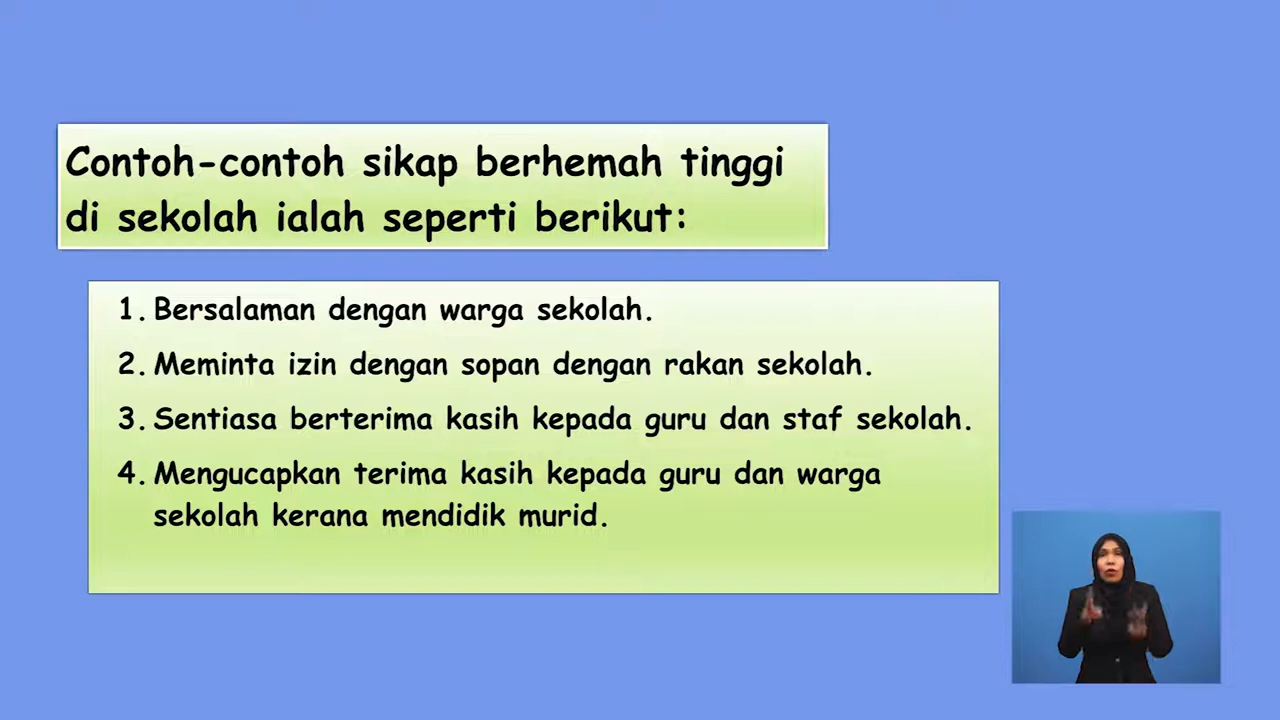 Contoh-contoh sikap berhemah tinggi
di sekolah ialah seperti berikut:
1. Bersalaman dengan warga sekolah.
2. Meminta izin dengan sopan dengan rakan sekolah.
3. Sentiasa berterima kasih kepada guru dan staf sekolah.
4. Mengucapkan terima kasih kepada guru dan warga
sekolah kerana mendidik murid.